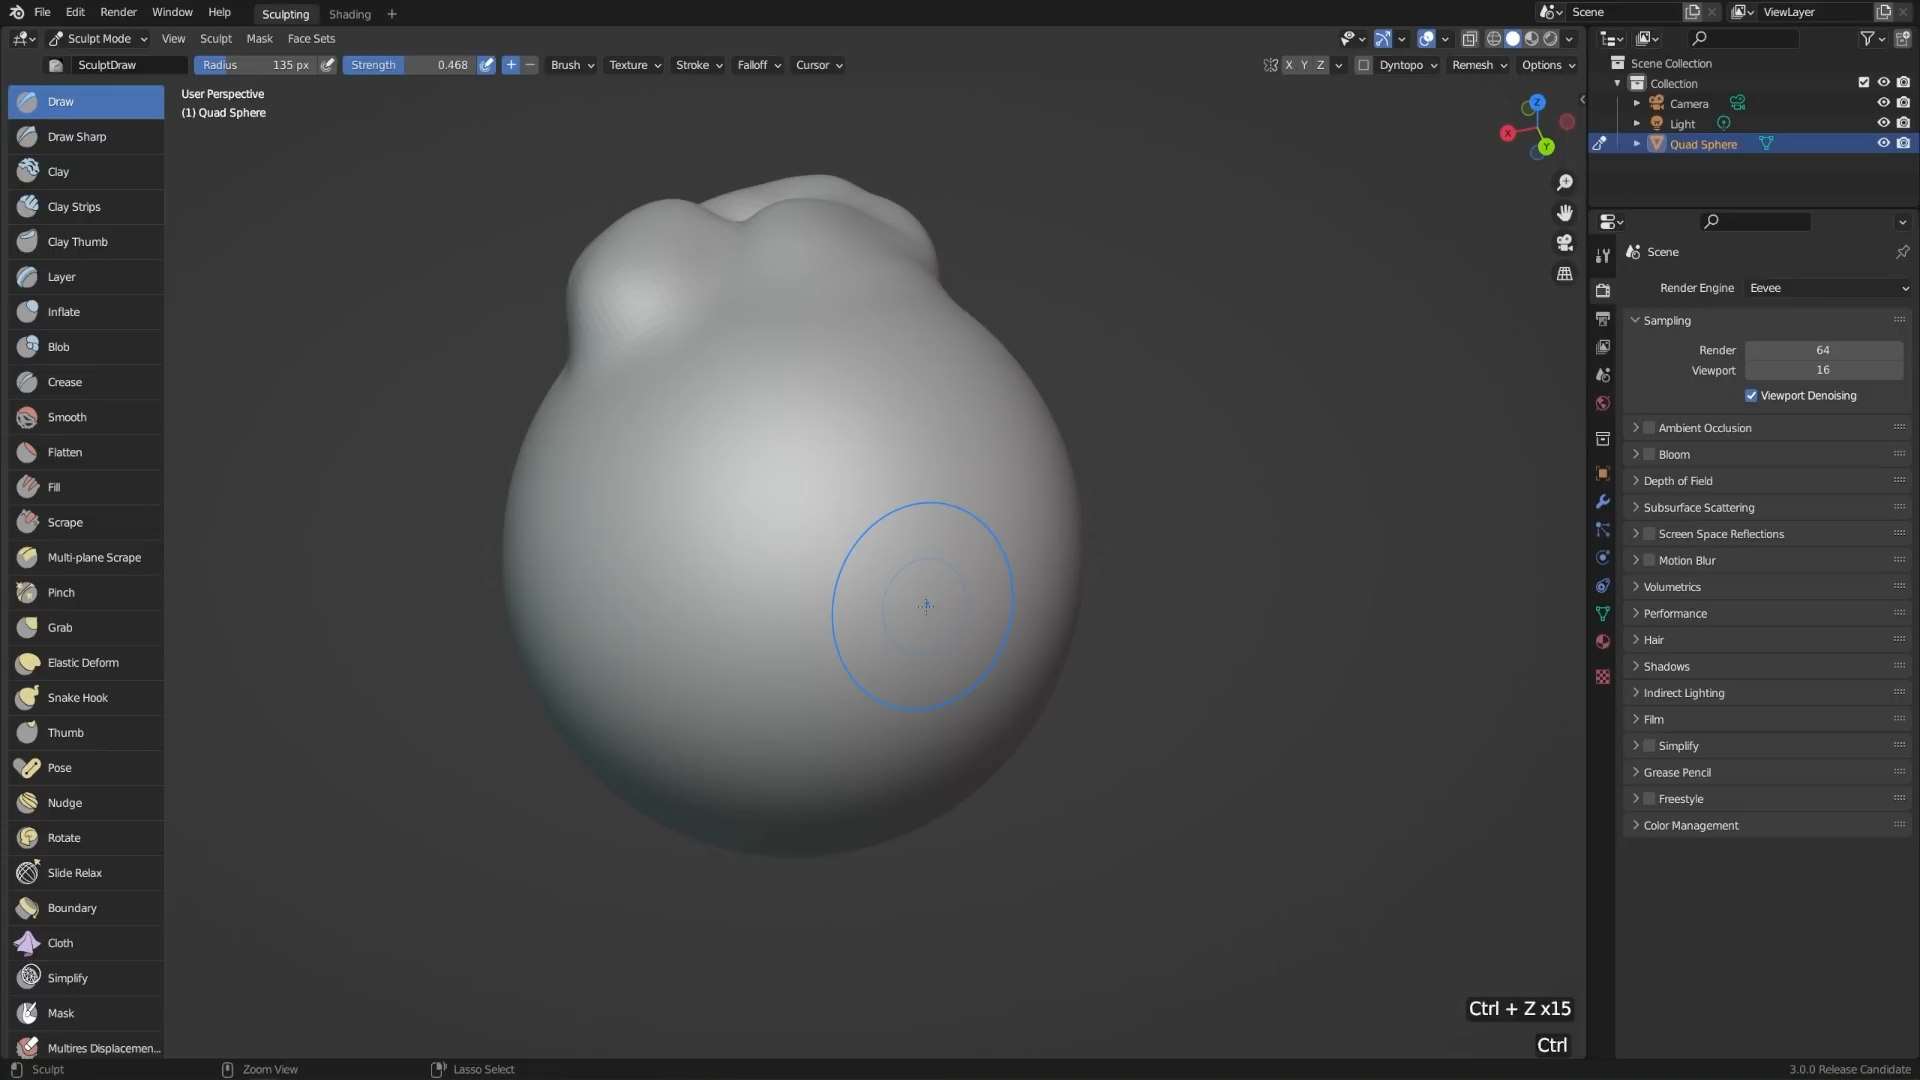 File Edit Render Window Help Sculpting Shading + Scene ViewLayer
Sculpt Mode View Sculpt Mask Face Sets
SculptDraw Radius 135 px Strength 0.468 + − Brush Texture Stroke Falloff Cursor X Y Z Dyntopo Remesh Options
Draw
Draw Sharp
Clay
Clay Strips
Clay Thumb
Layer
Inflate
Blob
Crease
Smooth
Flatten
Fill
Scrape
Multi-plane Scrape
Pinch
Grab
Elastic Deform
Snake Hook
Thumb
Pose
Nudge
Rotate
Slide Relax
Boundary
Cloth
Simplify
Mask
Multires Displacemen...
User Perspective
(1) Quad Sphere
Z
X
Y
Ctrl + Z x15
Ctrl
Scene Collection
Collection
Camera
Light
Quad Sphere
Scene
Render Engine Eevee
Sampling
Render 64
Viewport 16
Viewport Denoising
Ambient Occlusion
Bloom
Depth of Field
Subsurface Scattering
Screen Space Reflections
Motion Blur
Volumetrics
Performance
Hair
Shadows
Indirect Lighting
Film
Simplify
Grease Pencil
Freestyle
Color Management
Sculpt Zoom View Lasso Select 3.0.0 Release Candidate